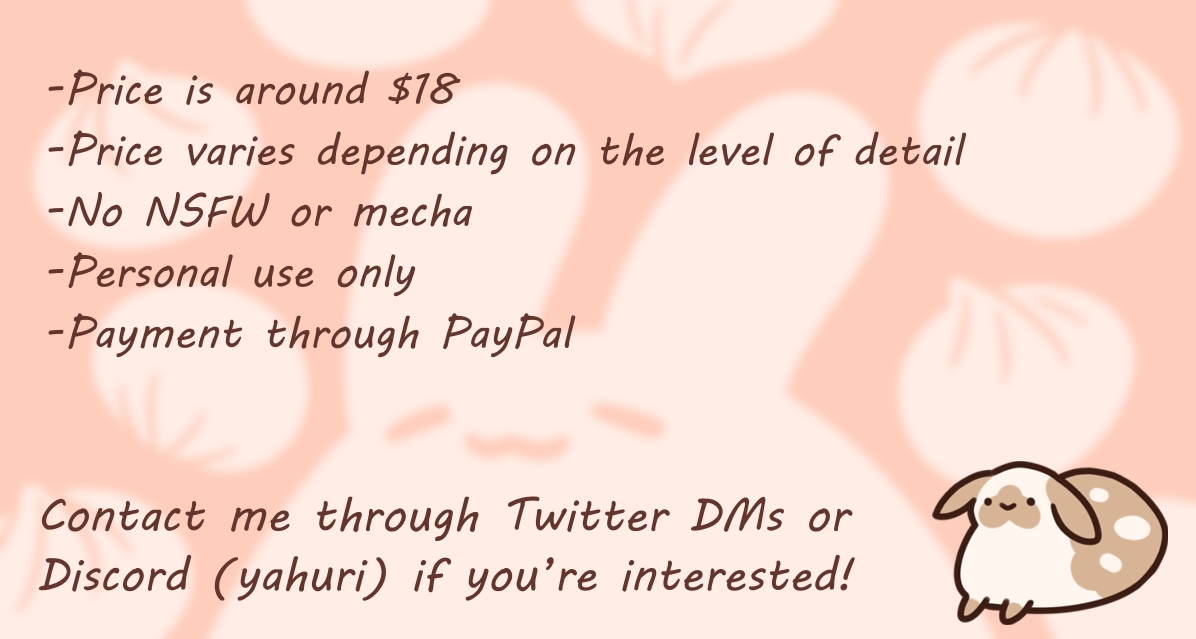 -Price is around $18
-Price varies depending on the level of detail
-No NSFW or mecha
-Personal use only
-Payment through PayPal
Contact me through Twitter DMs or
Discord (yahuri) if you're interested!